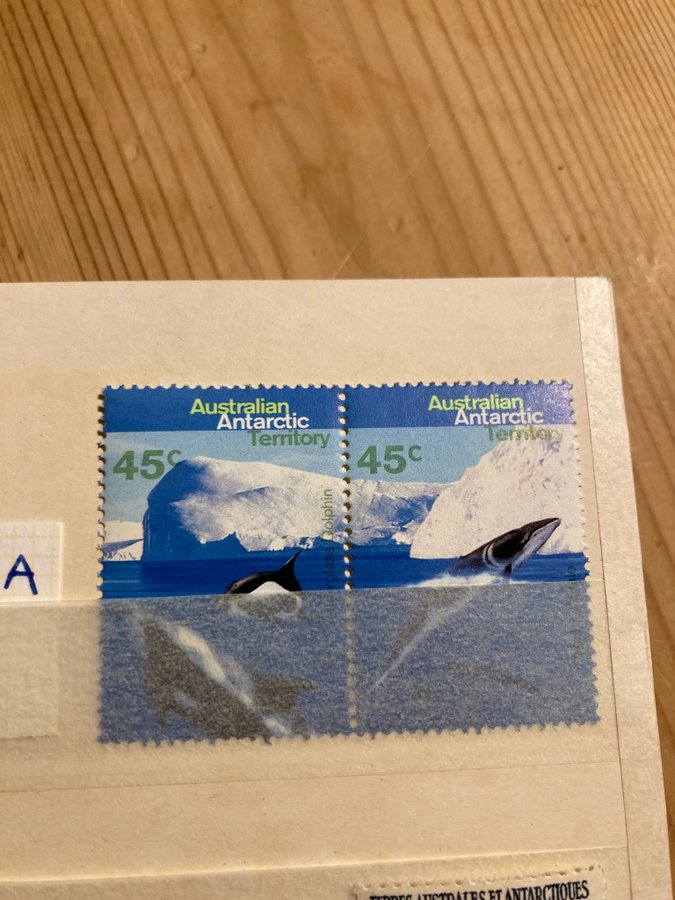 Australian
Antarctic
Territory
45c
Dolphin
Australian
Antarctic
Territory
45c
A
TERRES AUSTRALES ET ANTARCTIQUES